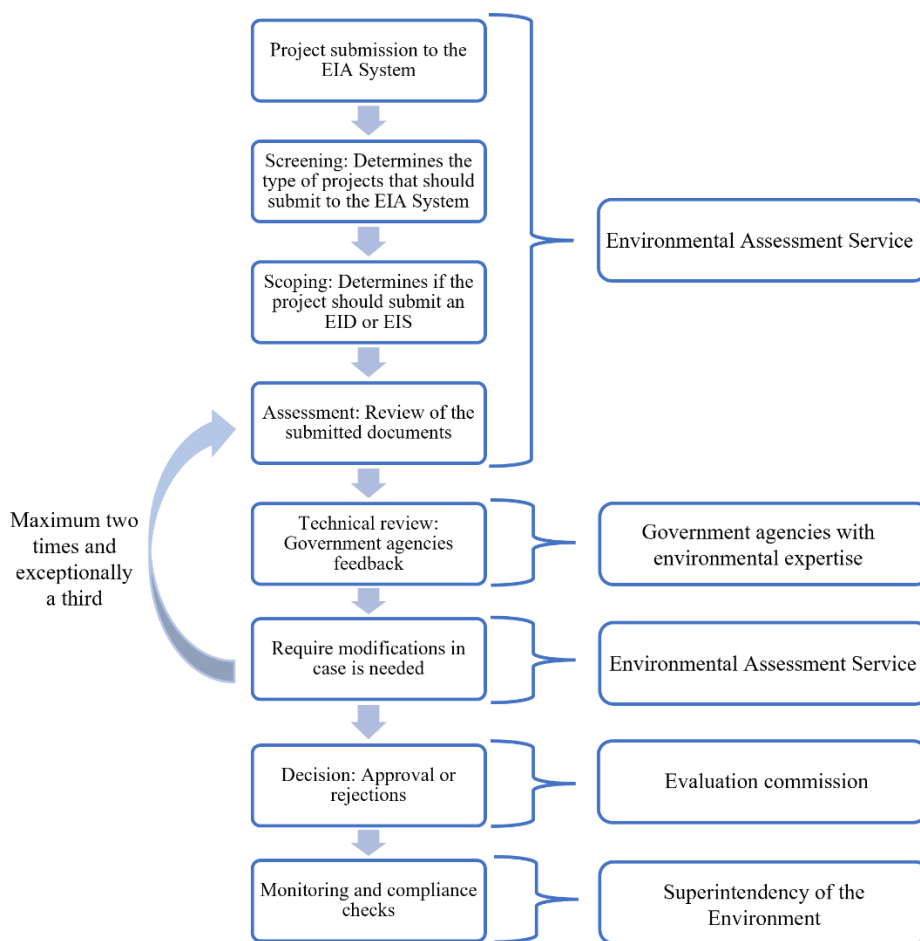 Project submission to the
EIA System
Screening: Determines the
type of projects that should
submit to the EIA System
Environmental Assessment Service
Scoping: Determines if the
project should submit an
EID or EIS
Assessment: Review of the
submitted documents
Maximum two
times and
exceptionally
a third
Technical review:
Government agencies
feedback
Government agencies with
environmental expertise
Require modifications in
case is needed
Environmental Assessment Service
Decision: Approval or
rejections
Evaluation commission
Monitoring and compliance
checks
Superintendency of the
Environment